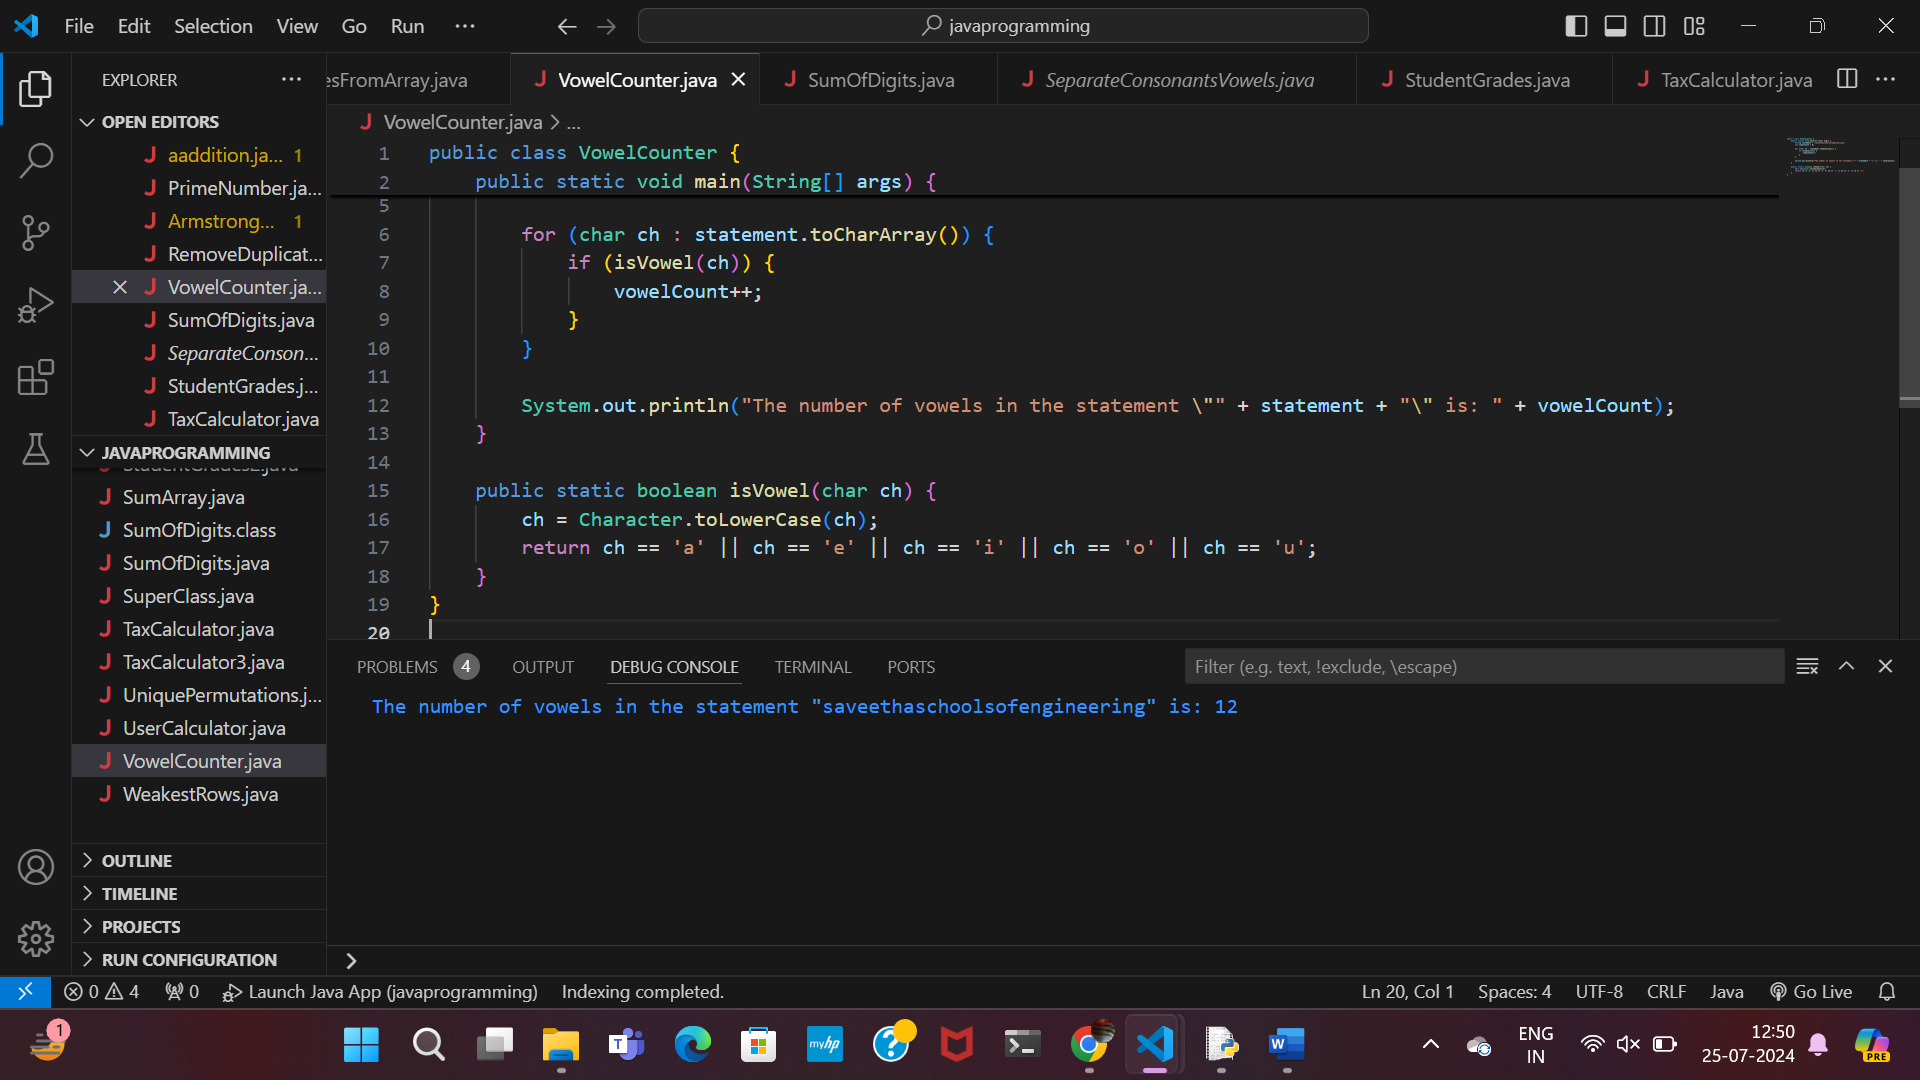 File Edit Selection View Go Run ··· javaprogramming
EXPLORER ···
esFromArray.java VowelCounter.java SumOfDigits.java SeparateConsonantsVowels.java StudentGrades.java TaxCalculator.java ···
OPEN EDITORS
aaddition.ja... 1
PrimeNumber.ja...
Armstrong... 1
RemoveDuplicat...
VowelCounter.ja...
SumOfDigits.java
SeparateConson...
StudentGrades.j...
TaxCalculator.java
JAVAPROGRAMMING
StudentGrades2.java
SumArray.java
SumOfDigits.class
SumOfDigits.java
SuperClass.java
TaxCalculator.java
TaxCalculator3.java
UniquePermutations.j...
UserCalculator.java
VowelCounter.java
WeakestRows.java
OUTLINE
TIMELINE
PROJECTS
RUN CONFIGURATION
VowelCounter.java > ...
1 public class VowelCounter {
2 public static void main(String[] args) {
5
6 for (char ch : statement.toCharArray()) {
7 if (isVowel(ch)) {
8 vowelCount++;
9 }
10 }
11
12 System.out.println("The number of vowels in the statement \"" + statement + "\" is: " + vowelCount);
13 }
14
15 public static boolean isVowel(char ch) {
16 ch = Character.toLowerCase(ch);
17 return ch == 'a' || ch == 'e' || ch == 'i' || ch == 'o' || ch == 'u';
18 }
19 }
20
PROBLEMS 4 OUTPUT DEBUG CONSOLE TERMINAL PORTS Filter (e.g. text, !exclude, \escape)
The number of vowels in the statement "saveethaschoolsofengineering" is: 12
0 4 0 Launch Java App (javaprogramming) Indexing completed. Ln 20, Col 1 Spaces: 4 UTF-8 CRLF Java Go Live
1 myhp ENG IN 12:50 25-07-2024 PRE